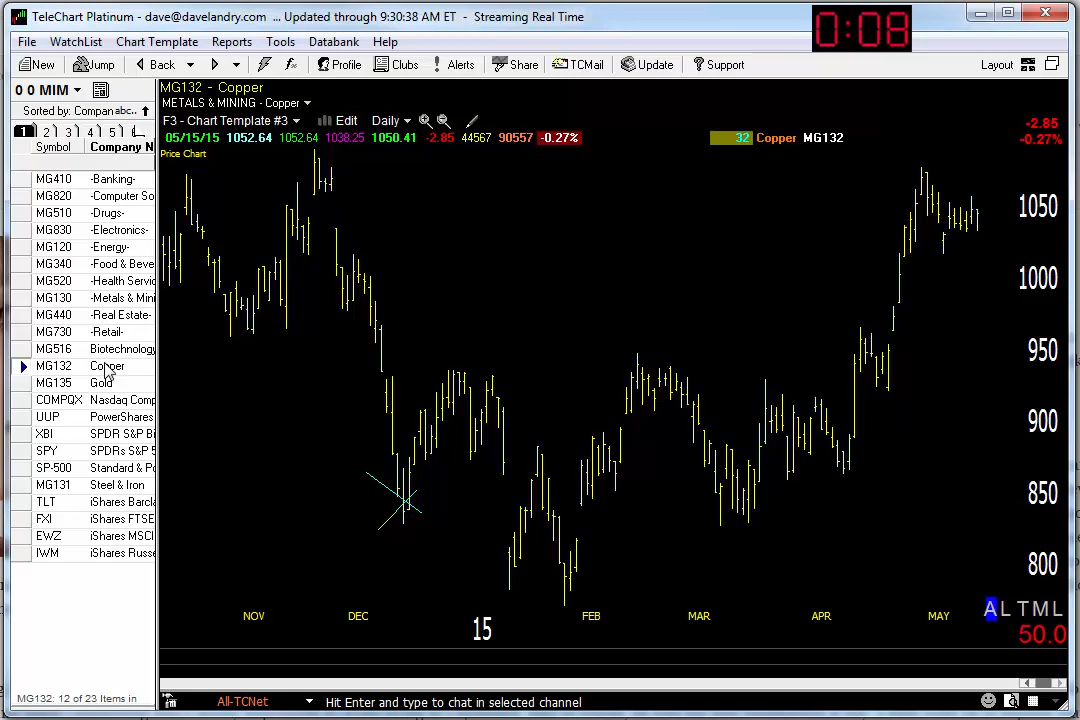 TeleChart Platinum - dave@davelandry.com ... Updated through 9:30:38 AM ET - Streaming Real Time
0:08
File WatchList Chart Template Reports Tools Databank Help
New Jump Back Profile Clubs Alerts Share TCMail Update Support Layout
0 0 MIM
Sorted by: Companabc..
1 2 3 4 5
Symbol Company N
MG410 -Banking-
MG820 -Computer So
MG510 -Drugs-
MG830 -Electronics-
MG120 -Energy-
MG340 -Food & Beve
MG520 -Health Servic
MG130 -Metals & Mini
MG440 -Real Estate-
MG730 -Retail-
MG516 Biotechnology
MG132 Copper
MG135 Gold
COMPQX Nasdaq Comp
UUP PowerShares
XBI SPDR S&P Bi
SPY SPDRs S&P 5
SP-500 Standard & Po
MG131 Steel & Iron
TLT iShares Barcla
FXI iShares FTSE
EWZ iShares MSCI
IWM iShares Russe
MG132: 12 of 23 Items in
MG132 - Copper
METALS & MINING - Copper
F3 - Chart Template #3 Edit Daily
05/15/15 1052.64 1052.64 1038.25 1050.41 -2.85 44567 90557 -0.27%
32 Copper MG132
-2.85
-0.27%
Price Chart
1050
1000
950
900
850
800
NOV DEC 15 FEB MAR APR MAY
A L T M L
50.0
All-TCNet Hit Enter and type to chat in selected channel